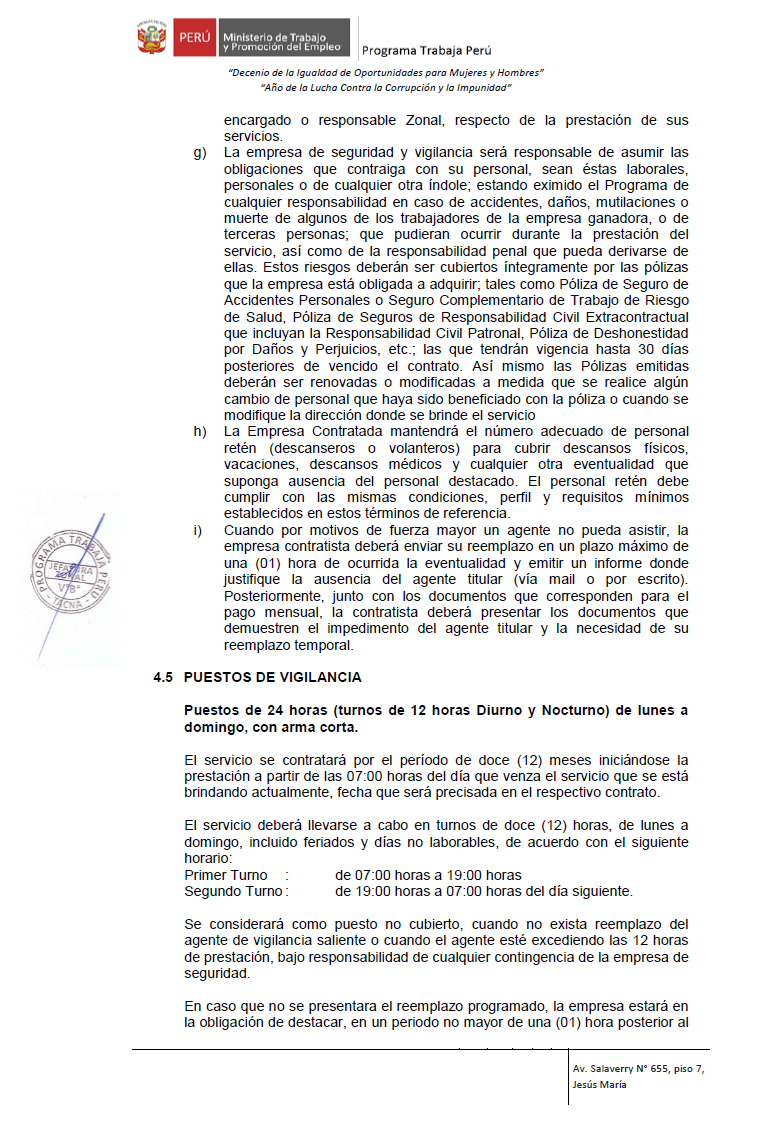 PERÚ
Ministerio de Trabajo
y Promoción del Empleo
Programa Trabaja Perú
“Decenio de la Igualdad de Oportunidades para Mujeres y Hombres”
“Año de la Lucha Contra la Corrupción y la Impunidad”
encargado o responsable Zonal, respecto de la prestación de sus
servicios.
g) La empresa de seguridad y vigilancia será responsable de asumir las
obligaciones que contraiga con su personal, sean éstas laborales,
personales o de cualquier otra índole; estando eximido el Programa de
cualquier responsabilidad en caso de accidentes, daños, mutilaciones o
muerte de algunos de los trabajadores de la empresa ganadora, o de
terceras personas; que pudieran ocurrir durante la prestación del
servicio, así como de la responsabilidad penal que pueda derivarse de
ellas. Estos riesgos deberán ser cubiertos íntegramente por las pólizas
que la empresa está obligada a adquirir; tales como Póliza de Seguro de
Accidentes Personales o Seguro Complementario de Trabajo de Riesgo
de Salud, Póliza de Seguros de Responsabilidad Civil Extracontractual
que incluyan la Responsabilidad Civil Patronal, Póliza de Deshonestidad
por Daños y Perjuicios, etc.; las que tendrán vigencia hasta 30 días
posteriores de vencido el contrato. Así mismo las Pólizas emitidas
deberán ser renovadas o modificadas a medida que se realice algún
cambio de personal que haya sido beneficiado con la póliza o cuando se
modifique la dirección donde se brinde el servicio
h) La Empresa Contratada mantendrá el número adecuado de personal
retén (descanseros o volanteros) para cubrir descansos físicos,
vacaciones, descansos médicos y cualquier otra eventualidad que
suponga ausencia del personal destacado. El personal retén debe
cumplir con las mismas condiciones, perfil y requisitos mínimos
establecidos en estos términos de referencia.
i) Cuando por motivos de fuerza mayor un agente no pueda asistir, la
empresa contratista deberá enviar su reemplazo en un plazo máximo de
una (01) hora de ocurrida la eventualidad y emitir un informe donde
justifique la ausencia del agente titular (vía mail o por escrito).
Posteriormente, junto con los documentos que corresponden para el
pago mensual, la contratista deberá presentar los documentos que
demuestren el impedimento del agente titular y la necesidad de su
reemplazo temporal.
PROGRAMA TRABAJA PERÚ
JEFATURA
ZONAL
V°B°
- TACNA -
4.5 PUESTOS DE VIGILANCIA
Puestos de 24 horas (turnos de 12 horas Diurno y Nocturno) de lunes a
domingo, con arma corta.
El servicio se contratará por el período de doce (12) meses iniciándose la
prestación a partir de las 07:00 horas del día que venza el servicio que se está
brindando actualmente, fecha que será precisada en el respectivo contrato.
El servicio deberá llevarse a cabo en turnos de doce (12) horas, de lunes a
domingo, incluido feriados y días no laborables, de acuerdo con el siguiente
horario:
Primer Turno : de 07:00 horas a 19:00 horas
Segundo Turno : de 19:00 horas a 07:00 horas del día siguiente.
Se considerará como puesto no cubierto, cuando no exista reemplazo del
agente de vigilancia saliente o cuando el agente esté excediendo las 12 horas
de prestación, bajo responsabilidad de cualquier contingencia de la empresa de
seguridad.
En caso que no se presentara el reemplazo programado, la empresa estará en
la obligación de destacar, en un periodo no mayor de una (01) hora posterior al
Av. Salaverry N° 655, piso 7,
Jesús María